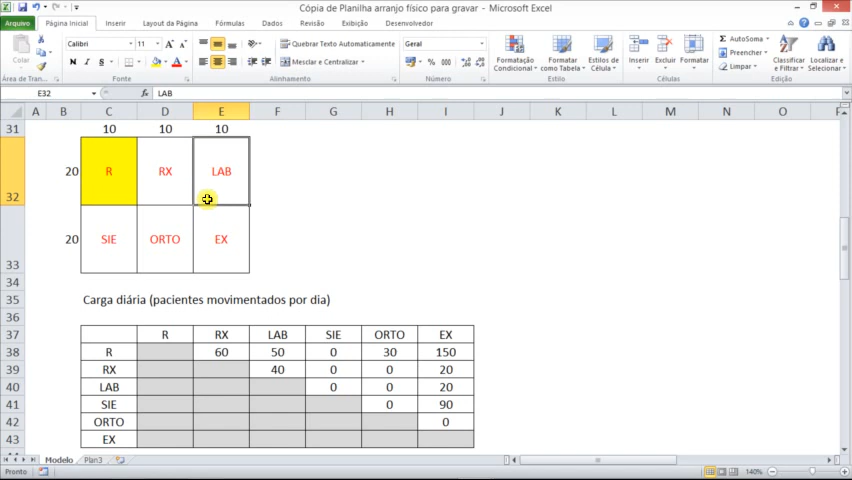 Cópia de Planilha arranjo físico para gravar - Microsoft Excel
Arquivo Página Inicial Inserir Layout da Página Fórmulas Dados Revisão Exibição Desenvolvedor
Calibri 11 A A Quebrar Texto Automaticamente Geral AutoSoma
Colar N I S Mesclar e Centralizar % 000 Formatação Condicional Formatar como Tabela Estilos de Célula Inserir Excluir Formatar Preencher Limpar Classificar e Filtrar Localizar e Selecionar
Área de Tran... Fonte Alinhamento Número Estilo Células Edição
E32 fx LAB
A B C D E F G H I J K L M N O P
31 10 10 10
32 20 R RX LAB
33 20 SIE ORTO EX
34
35 Carga diária (pacientes movimentados por dia)
36
37 R RX LAB SIE ORTO EX
38 R 60 50 0 30 150
39 RX 40 0 0 20
40 LAB 0 0 20
41 SIE 0 90
42 ORTO 0
43 EX
Modelo Plan3
Pronto 140%